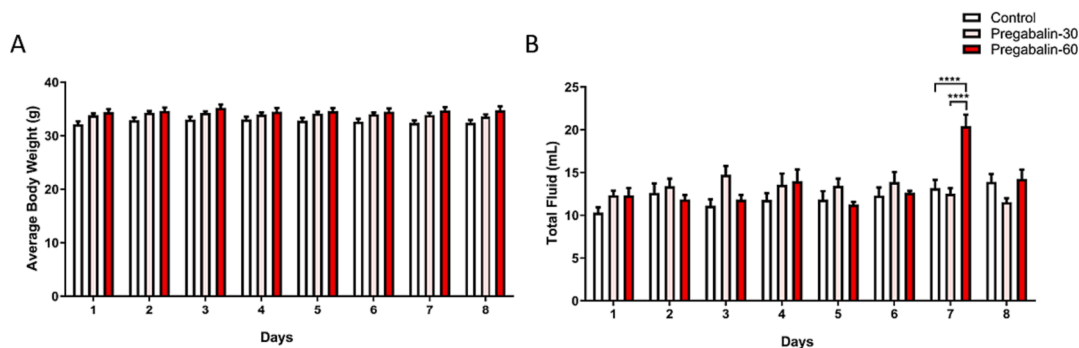 Control
Pregabalin-30
Pregabalin-60
A
B
Average Body Weight (g)
40
30
20
10
0
1 2 3 4 5 6 7 8
Days
Total Fluid (mL)
25
20
15
10
5
0
****
****
1 2 3 4 5 6 7 8
Days